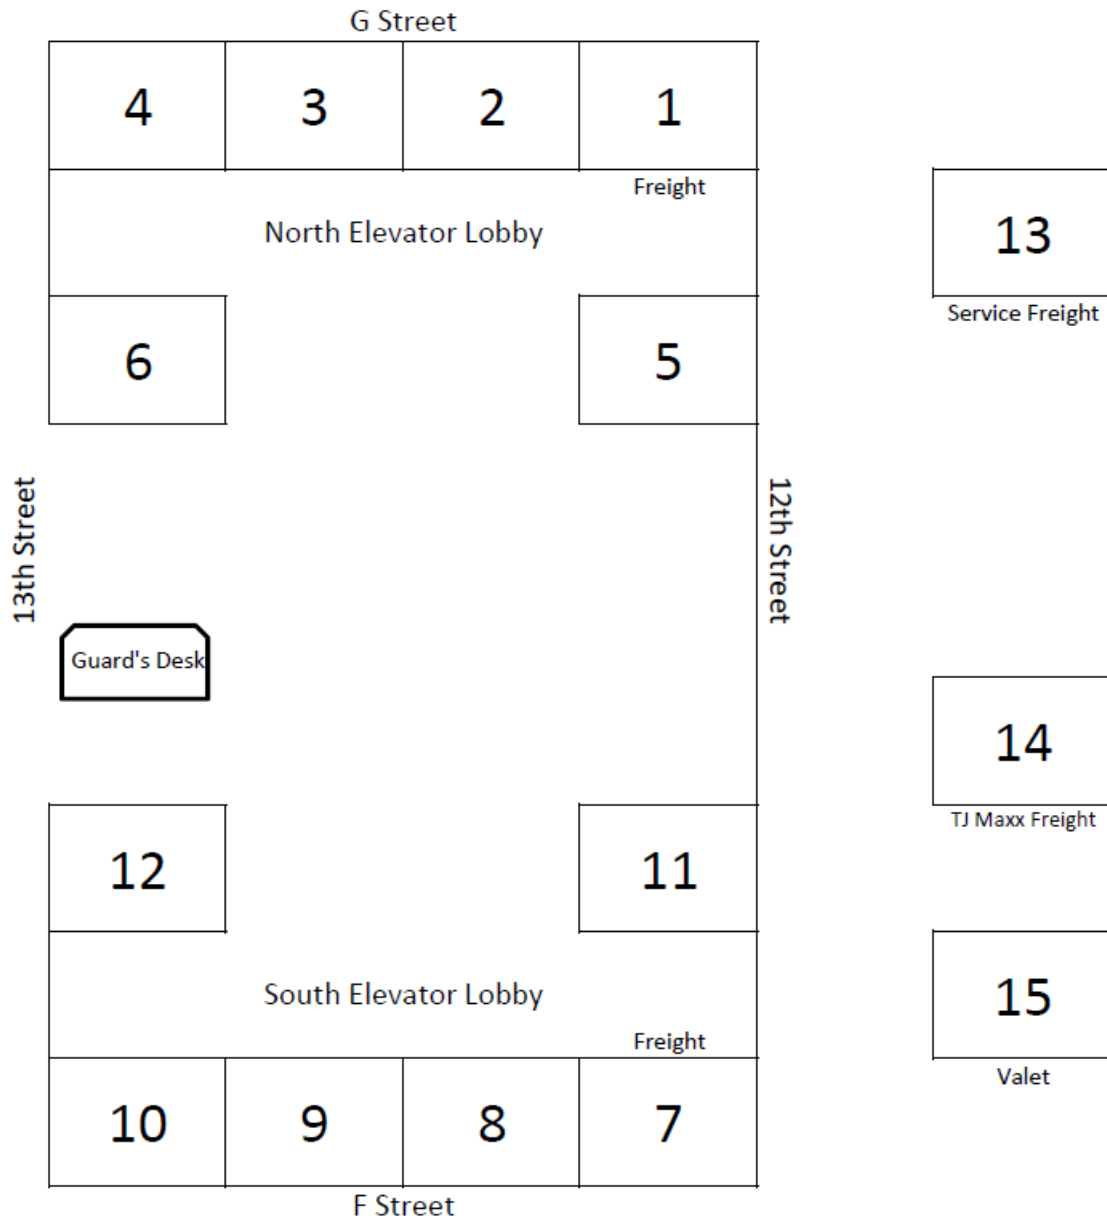 G Street
4 3 2 1
Freight
North Elevator Lobby
13
Service Freight
6 5
13th Street
12th Street
Guard's Desk
14
TJ Maxx Freight
12 11
South Elevator Lobby
15
Freight
Valet
10 9 8 7
F Street